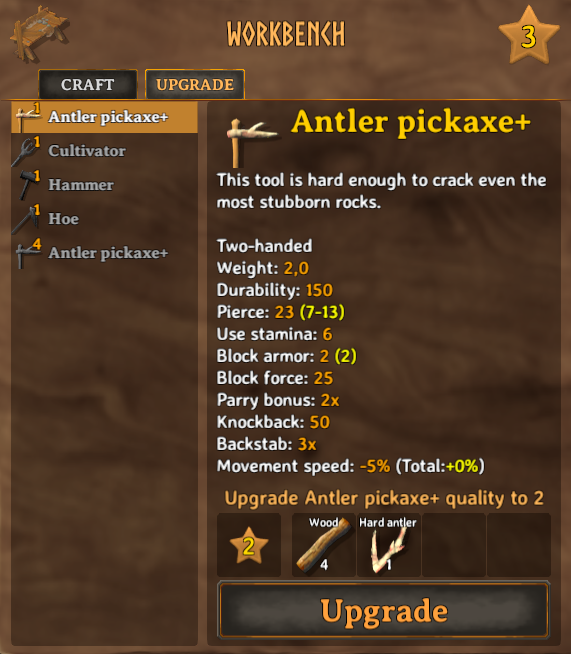 WORKBENCH
3
CRAFT
UPGRADE
1
Antler pickaxe+
1
Cultivator
1
Hammer
1
Hoe
4
Antler pickaxe+
Antler pickaxe+
This tool is hard enough to crack even the
most stubborn rocks.
Two-handed
Weight: 2,0
Durability: 150
Pierce: 23 (7-13)
Use stamina: 6
Block armor: 2 (2)
Block force: 25
Parry bonus: 2x
Knockback: 50
Backstab: 3x
Movement speed: -5% (Total:+0%)
Upgrade Antler pickaxe+ quality to 2
2
Wood
4
Hard antler
1
Upgrade